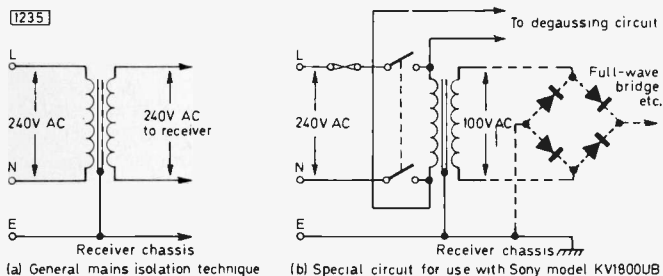 1235
To degaussing circuit
L
240V AC
240V AC
to receiver
N
E
Receiver chassis
(a) General mains isolation technique
L
240V AC
100V AC
Full-wave
bridge
etc.
N
E
Receiver chassis
(b) Special circuit for use with Sony model KV1800UB